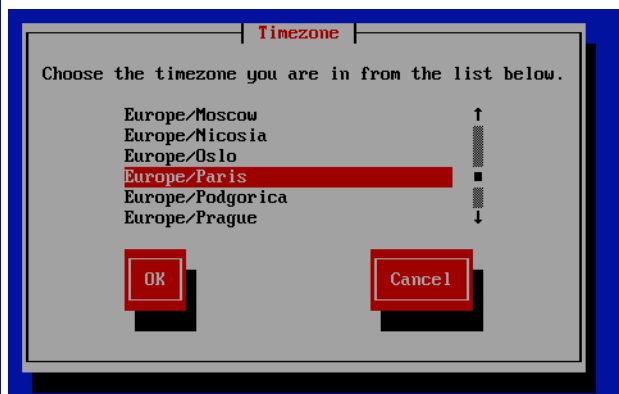 Timezone
Choose the timezone you are in from the list below.
Europe/Moscow
Europe/Nicosia
Europe/Oslo
Europe/Paris
Europe/Podgorica
Europe/Prague
OK Cancel